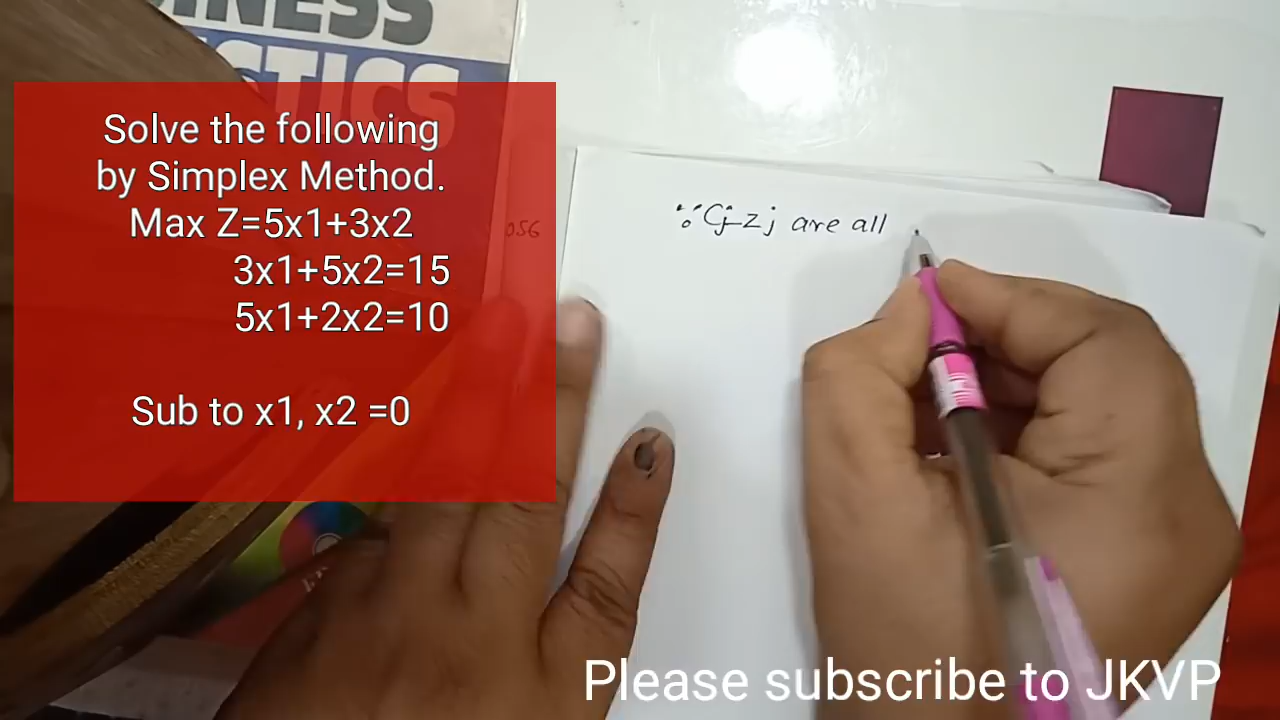 Solve the following
by Simplex Method.
Max Z=5x1+3x2
3x1+5x2=15
5x1+2x2=10
Sub to x1, x2 =0
056
∵ Cj-zj are all
Please subscribe to JKVP